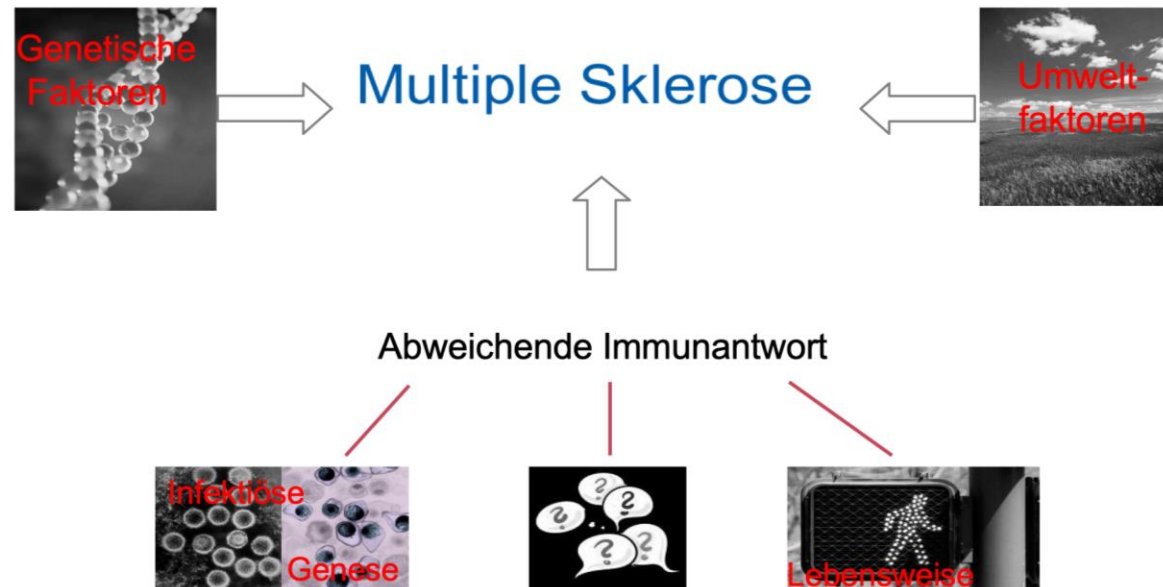 Genetische
Faktoren
Multiple Sklerose
Umwelt-
faktoren
Abweichende Immunantwort
Infektiöse
Genese
?
?
?
?
?
Lebensweise